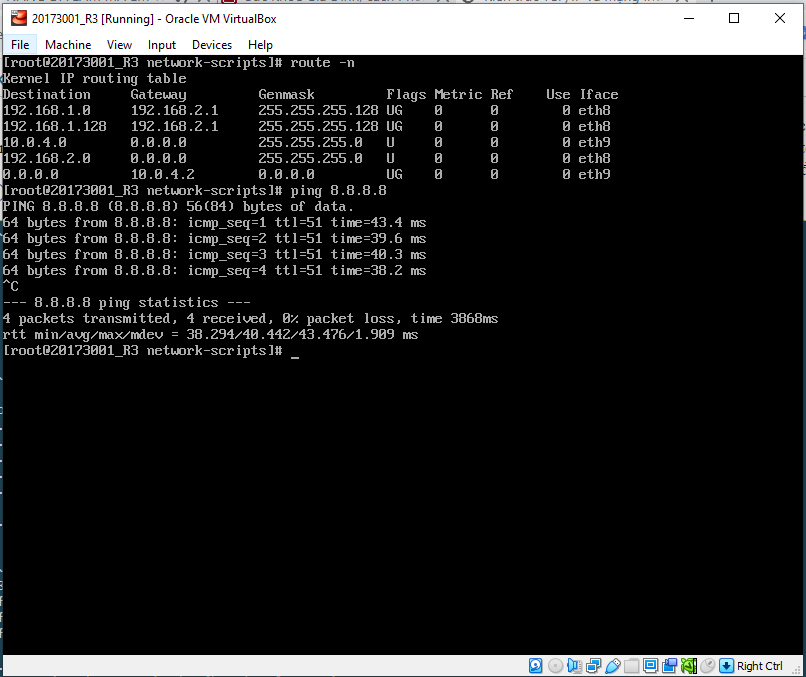 20173001_R3 [Running] - Oracle VM VirtualBox
File Machine View Input Devices Help
[root@20173001_R3 network-scripts]# route -n
Kernel IP routing table
Destination Gateway Genmask Flags Metric Ref Use Iface
192.168.1.0 192.168.2.1 255.255.255.128 UG 0 0 0 eth8
192.168.1.128 192.168.2.1 255.255.255.128 UG 0 0 0 eth8
10.0.4.0 0.0.0.0 255.255.255.0 U 0 0 0 eth9
192.168.2.0 0.0.0.0 255.255.255.0 U 0 0 0 eth8
0.0.0.0 10.0.4.2 0.0.0.0 UG 0 0 0 eth9
[root@20173001_R3 network-scripts]# ping 8.8.8.8
PING 8.8.8.8 (8.8.8.8) 56(84) bytes of data.
64 bytes from 8.8.8.8: icmp_seq=1 ttl=51 time=43.4 ms
64 bytes from 8.8.8.8: icmp_seq=2 ttl=51 time=39.6 ms
64 bytes from 8.8.8.8: icmp_seq=3 ttl=51 time=40.3 ms
64 bytes from 8.8.8.8: icmp_seq=4 ttl=51 time=38.2 ms
^C
--- 8.8.8.8 ping statistics ---
4 packets transmitted, 4 received, 0% packet loss, time 3868ms
rtt min/avg/max/mdev = 38.294/40.442/43.476/1.909 ms
[root@20173001_R3 network-scripts]# _
Right Ctrl